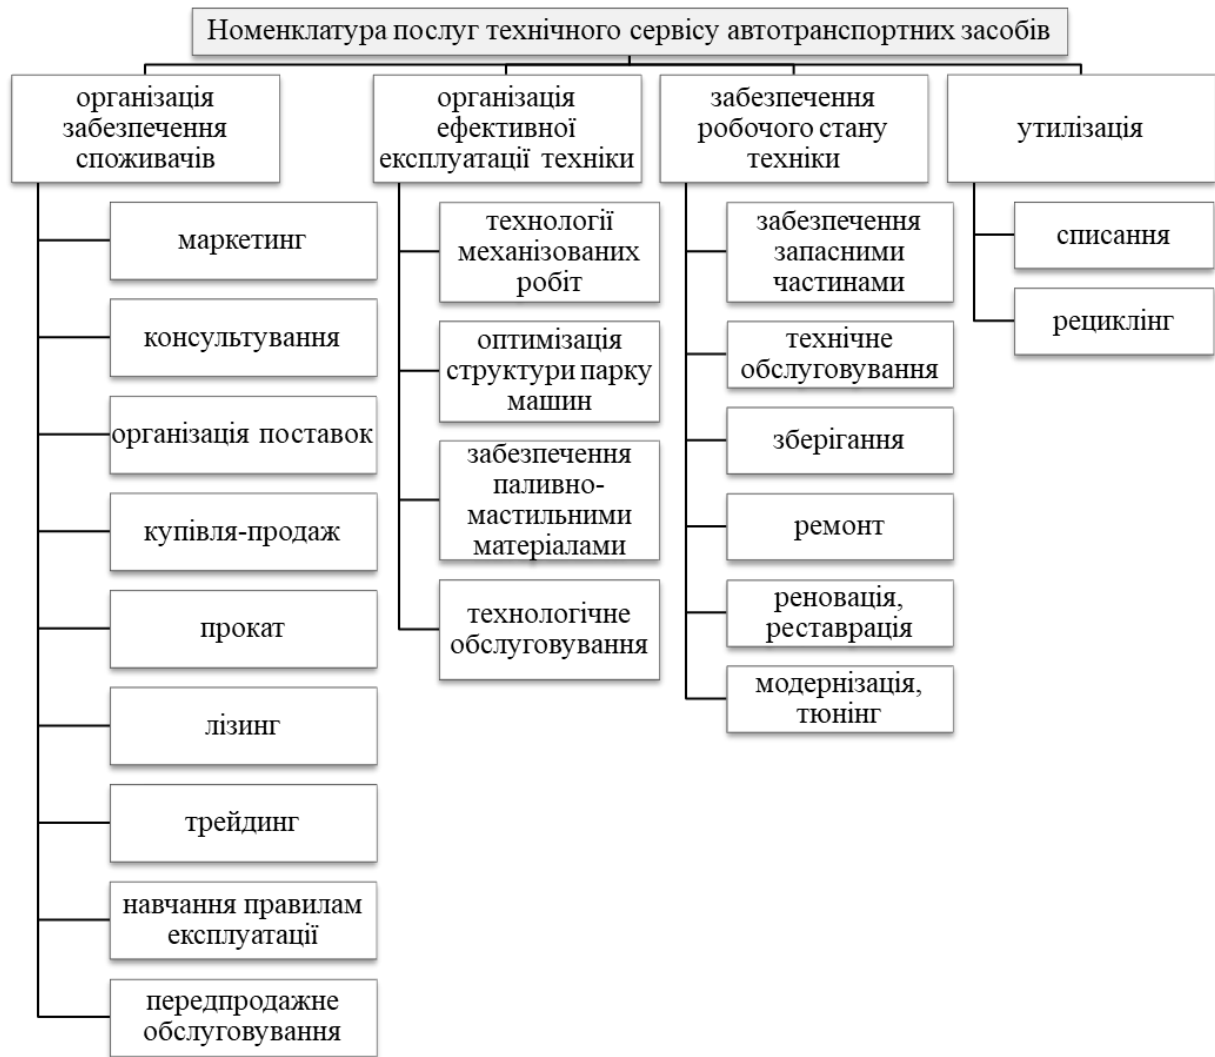 Номенклатура послуг технічного сервісу автотранспортних засобів
організація
забезпечення
споживачів
маркетинг
консультування
організація поставок
купівля-продаж
прокат
лізинг
трейдинг
навчання правилам
експлуатації
передпродажне
обслуговування
організація
ефективної
експлуатації техніки
технології
механізованих
робіт
оптимізація
структури парку
машин
забезпечення
паливно-
мастильними
матеріалами
технологічне
обслуговування
забезпечення
робочого стану
техніки
забезпечення
запасними
частинами
технічне
обслуговування
зберігання
ремонт
реновація,
реставрація
модернізація,
тюнінг
утилізація
списання
рециклінг